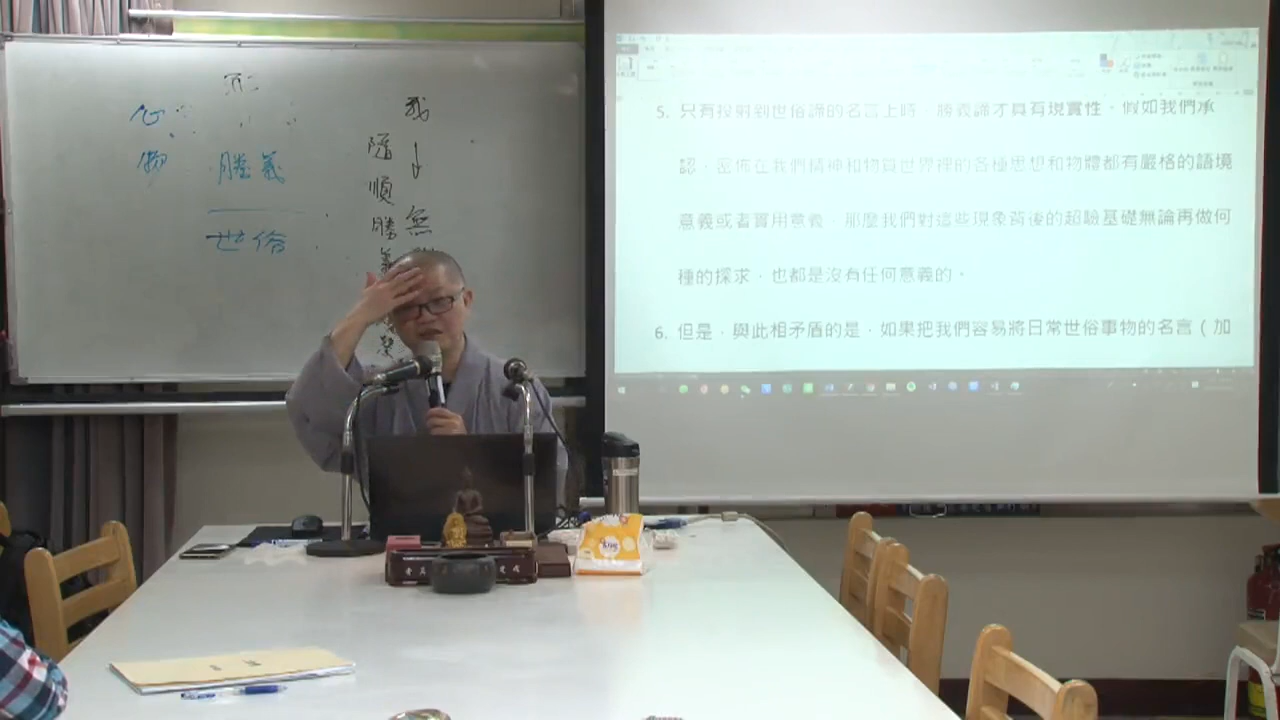 心
物
勝義
世俗
我
無
隨順勝義
5. 只有投射到世俗諦的名言上時，勝義諦才具有現實性。假如我們承
認，密佈在我們精神和物質世界裡的各種思想和物體都有嚴格的語境
意義或者實用意義，那麼我們對這些現象背後的超驗基礎無論再做何
種的探求，也都是沒有任何意義的。
6. 但是，與此相矛盾的是，如果把我們容易將日常世俗事物的名言（加